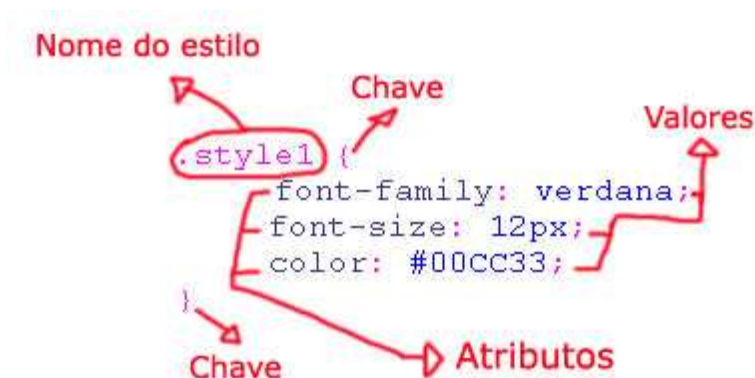 Nome do estilo
Chave
Valores
.style1 {
font-family: verdana;
font-size: 12px;
color: #00CC33;
}
Chave
Atributos